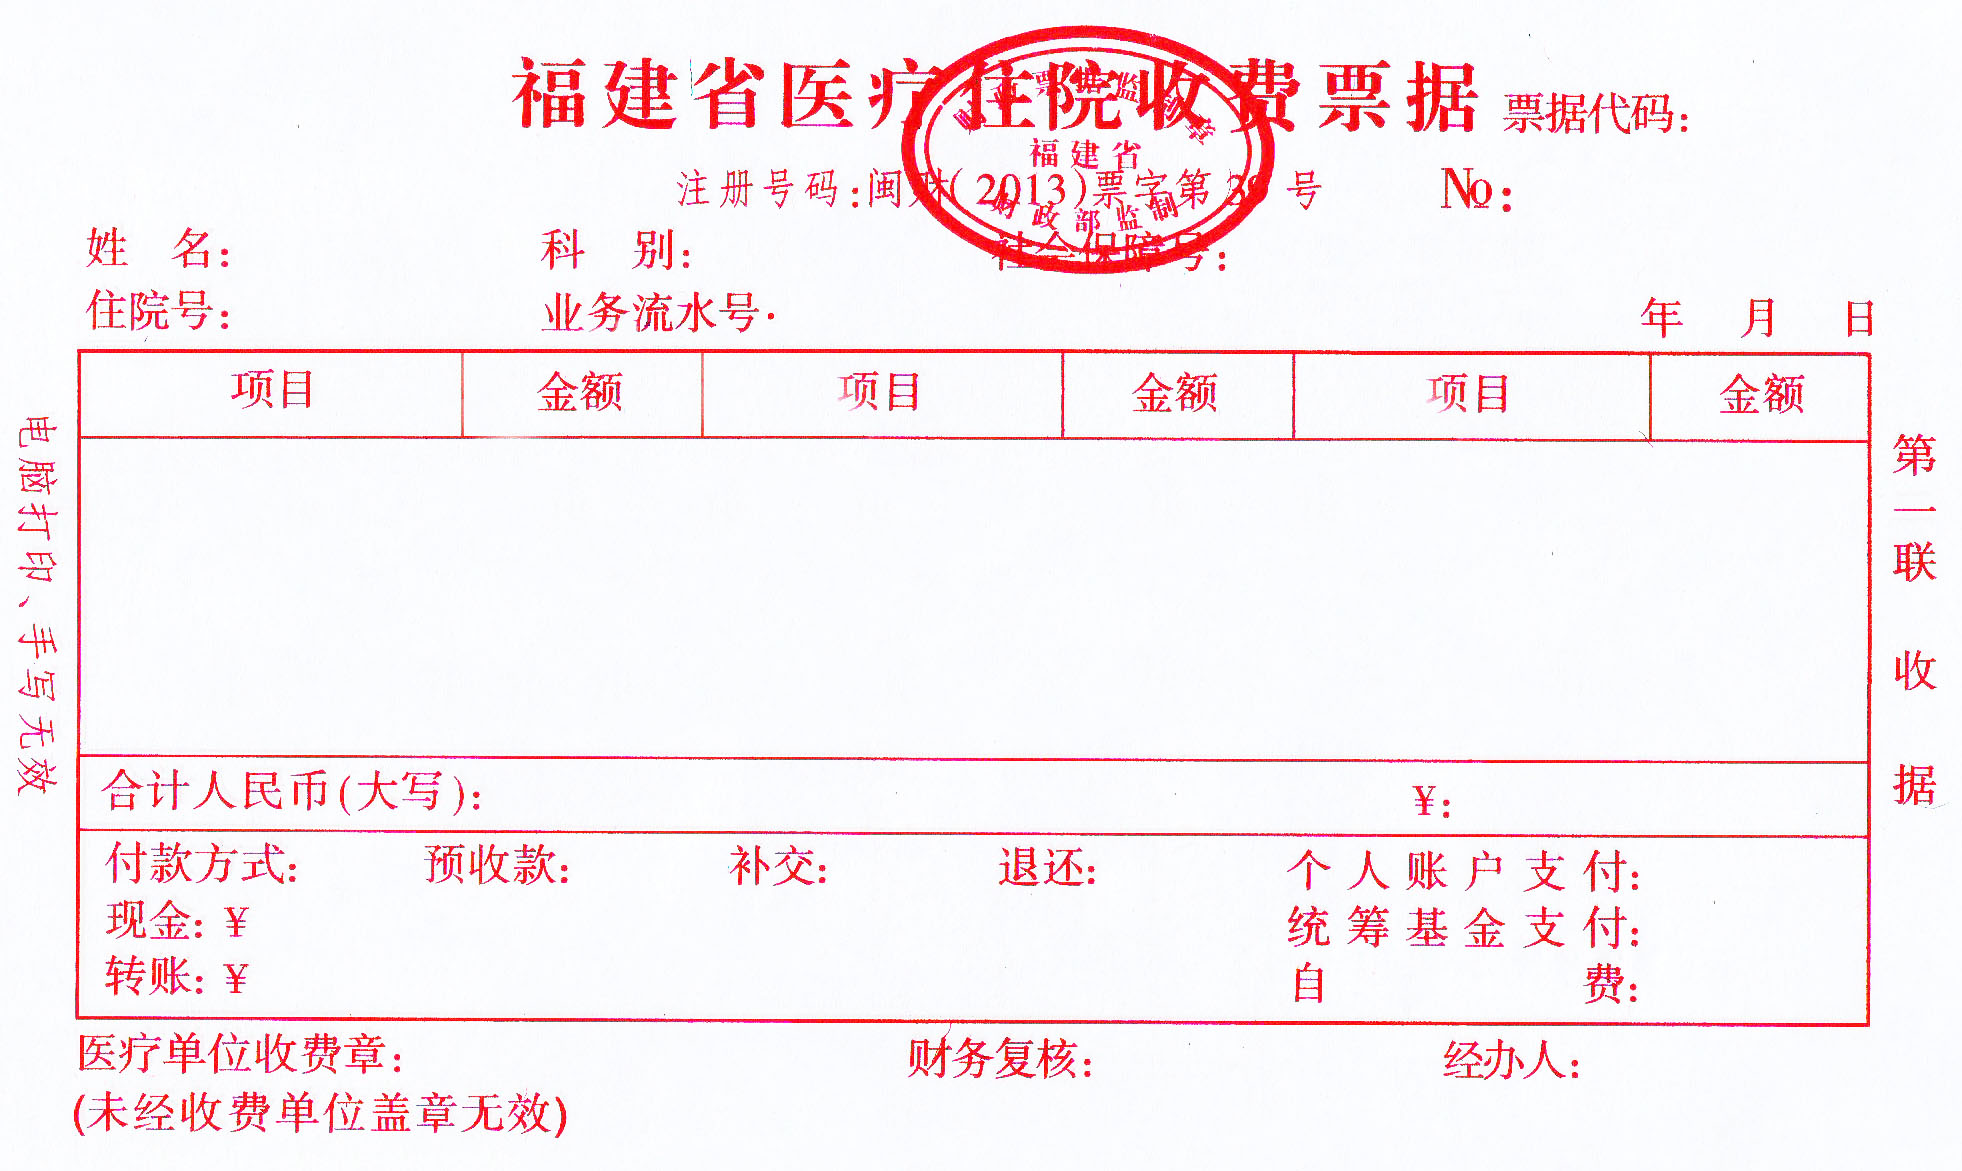 福建省医疗住院收费票据 票据代码:
财政票据监制章
福建省
财政部监制
注册号码:闽财(2013)票字第39号 №:
姓 名: 科 别: 社会保障号:
住院号: 业务流水号: 年 月 日
项目 金额 项目 金额 项目 金额
电脑打印、手写无效
第一联 收据
合计人民币(大写): ¥:
付款方式: 预收款: 补交: 退还: 个人账户支付:
现金: ¥ 统筹基金支付:
转账: ¥ 自 费:
医疗单位收费章: 财务复核: 经办人:
(未经收费单位盖章无效)